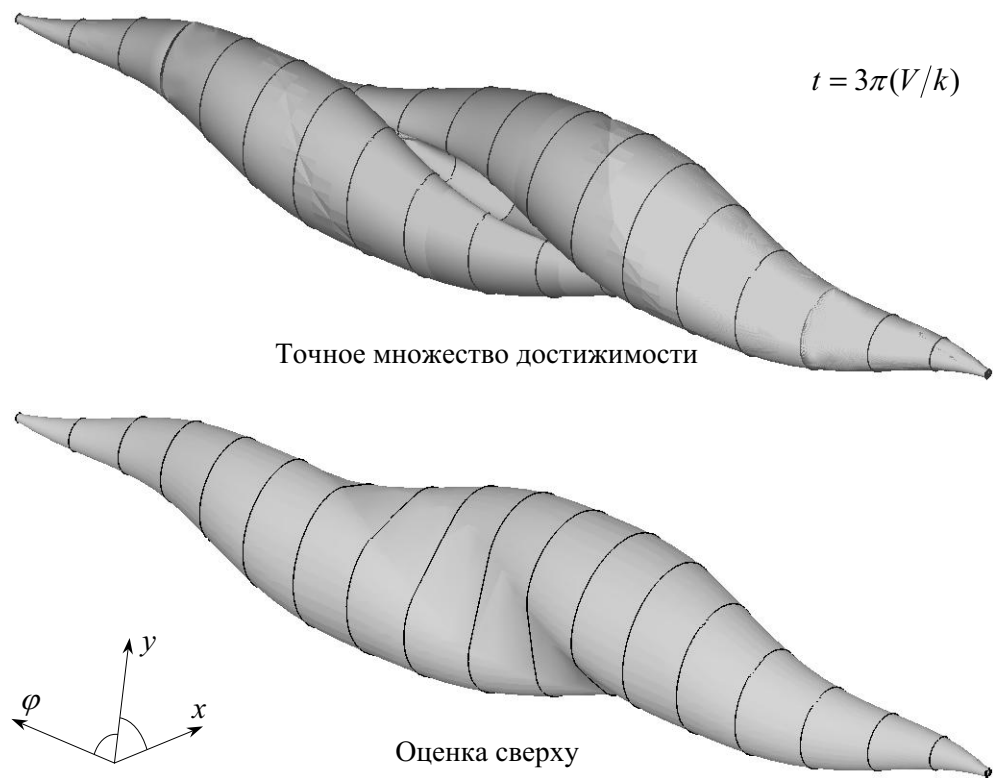 t = 3π(V/k)
Точное множество достижимости
y
φ
x
Оценка сверху